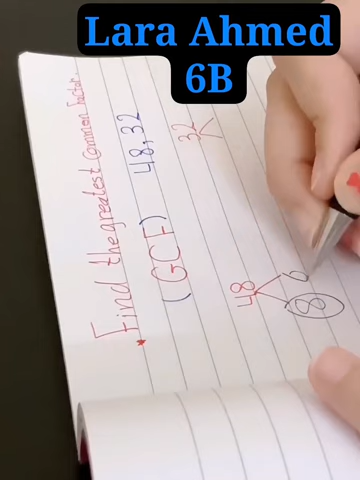 Lara Ahmed
6B
Find the greatest common factor.
(GCF) 48,32
32
48
6
8